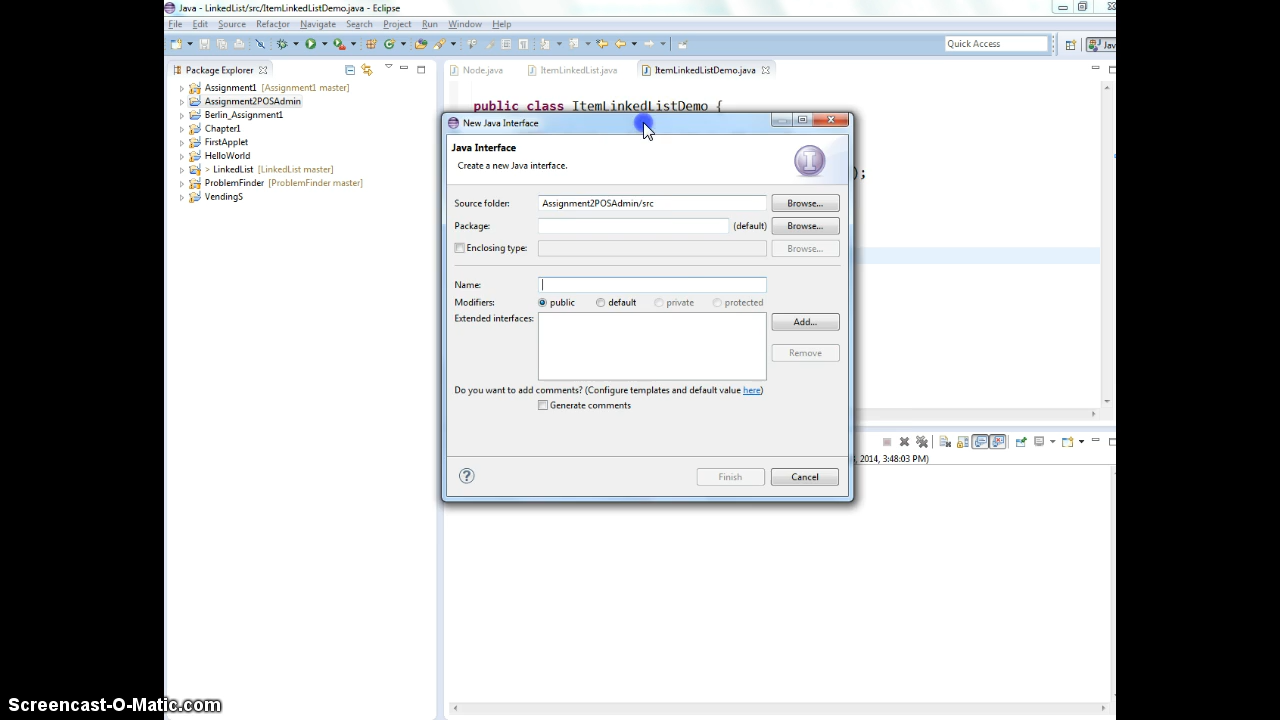 Java - LinkedList/src/ItemLinkedListDemo.java - Eclipse
File Edit Source Refactor Navigate Search Project Run Window Help
Quick Access
Java
Package Explorer
Node.java ItemLinkedList.java ItemLinkedListDemo.java
Assignment1 [Assignment1 master]
Assignment2POSAdmin
Berlin_Assignment1
Chapter1
FirstApplet
HelloWorld
> LinkedList [LinkedList master]
ProblemFinder [ProblemFinder master]
VendingS
public class ItemLinkedListDemo {
);
New Java Interface
Java Interface
Create a new Java interface.
Source folder: Assignment2POSAdmin/src Browse...
Package: (default) Browse...
Enclosing type: Browse...
Name:
Modifiers: public default private protected
Extended interfaces: Add...
Remove
Do you want to add comments? (Configure templates and default value here)
Generate comments
Finish Cancel
, 2014, 3:48:03 PM)
Screencast-O-Matic.com